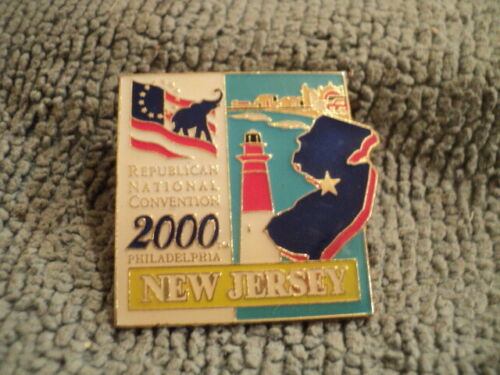 REPUBLICAN
NATIONAL
CONVENTION
2000
PHILADELPHIA
NEW JERSEY